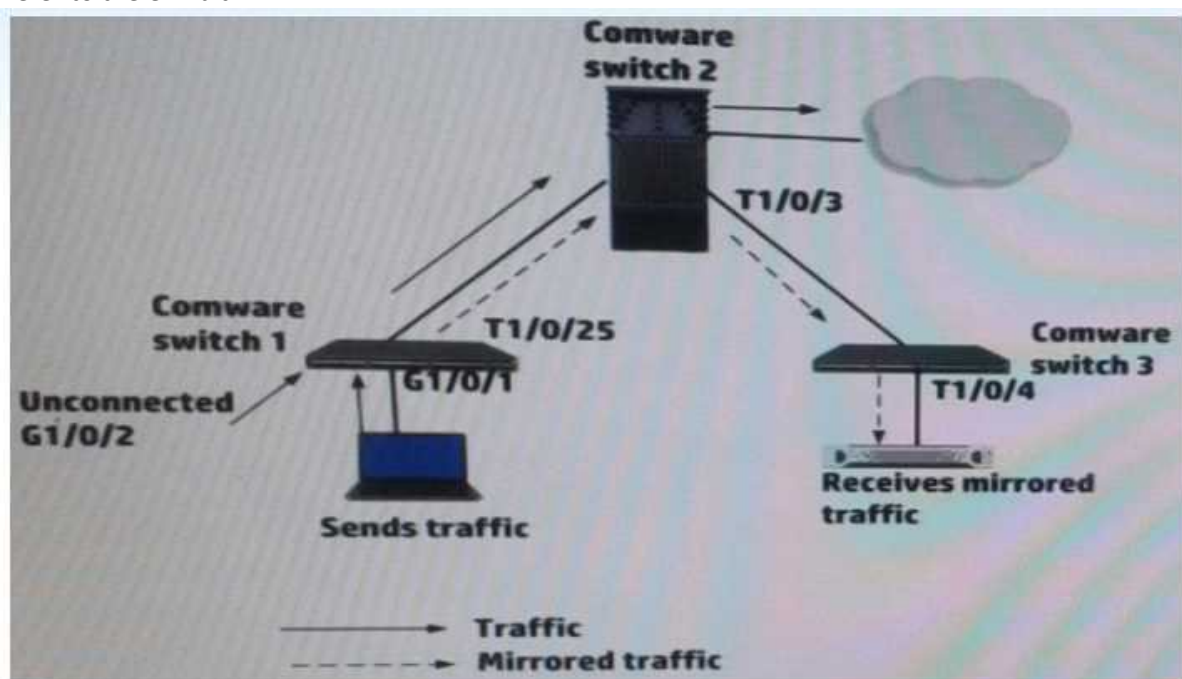 Comware
switch 2
T1/0/3
Comware
switch 1
T1/0/25
Comware
switch 3
G1/0/1
T1/0/4
Unconnected
G1/0/2
Receives mirrored
traffic
Sends traffic
Traffic
Mirrored traffic